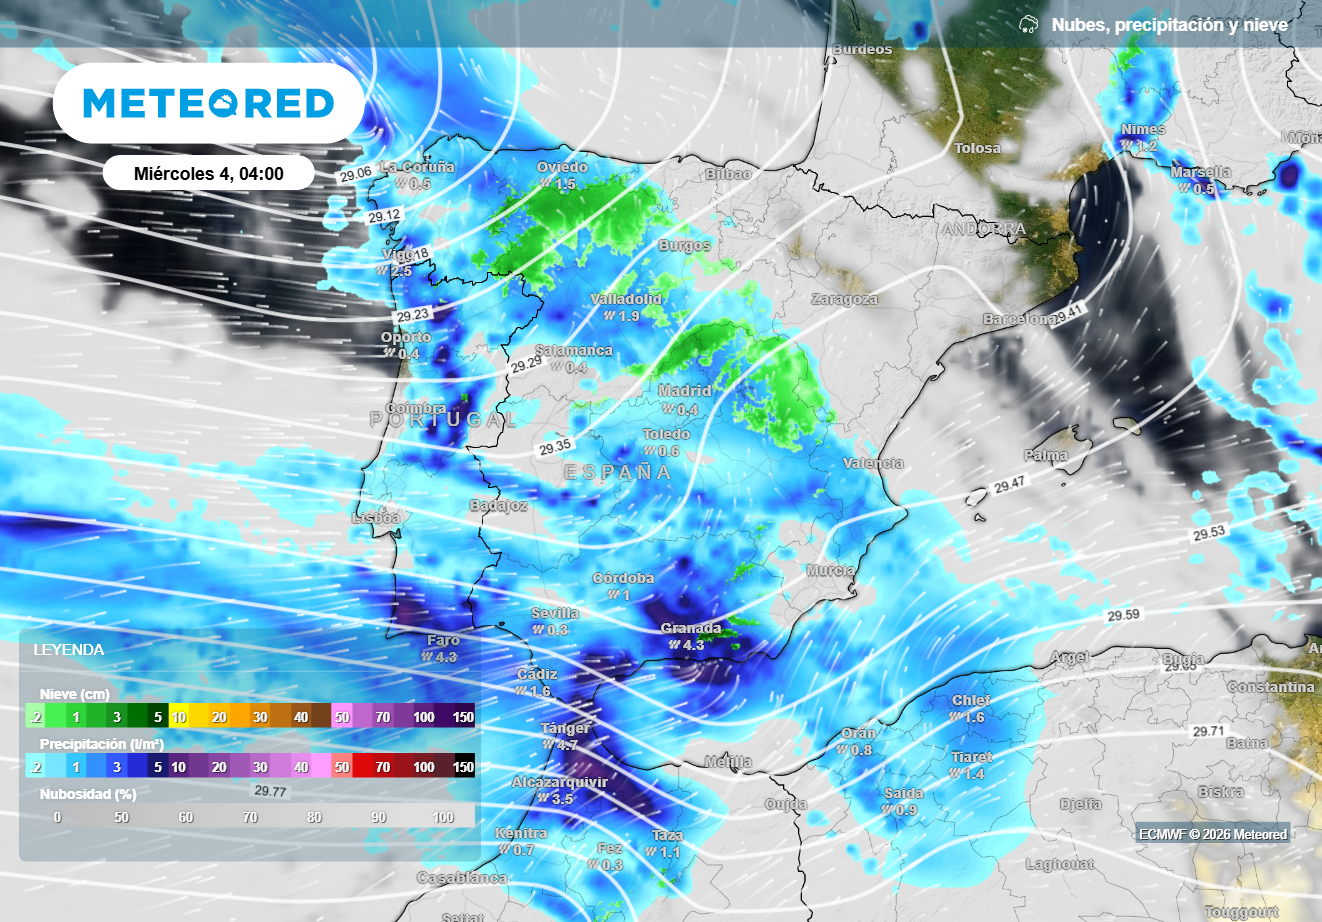 Nubes, precipitación y nieve
METEORED
Miércoles 4, 04:00
Burdeos
Tolosa
Nimes
1.2
Marsella
0.5
29.06
La Coruña
0.5
Oviedo
1.5
Bilbao
29.12
ANDORRA
Vigo
2.5
Burgos
29.23
Valladolid
1.9
Zaragoza
Barcelona
29.41
Oporto
0.4
29.29
Salamanca
0.4
Madrid
0.4
Coimbra
PORTUGAL
Toledo
0.6
29.35
ESPAÑA
Valencia
Palma
29.47
Badajoz
Lisboa
29.53
Córdoba
1
Murcia
Sevilla
0.3
Granada
4.3
29.59
Faro
4.3
Argel
Bugía
29.65
Constantina
Cádiz
1.6
Chlef
1.6
Tánger
4.7
Orán
0.8
29.71
Batna
Melilla
Tiaret
1.4
Alcazarquivir
3.5
Saida
0.9
Oujda
Djelfa
Biskra
Kenitra
0.7
Taza
1.1
Fez
0.3
ECMWF © 2026 Meteored
Laghouat
Casablanca
Settat
Touggourt
LEYENDA
Nieve (cm)
.2 1 3 5 10 20 30 40 50 70 100 150
Precipitación (l/m²)
.2 1 3 5 10 20 30 40 50 70 100 150
29.77
Nubosidad (%)
0 50 60 70 80 90 100